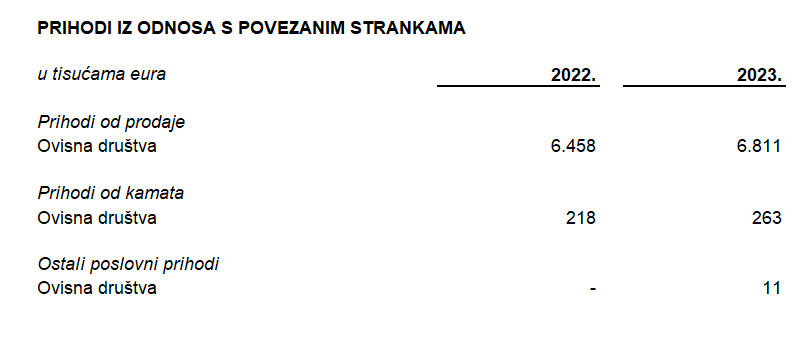 PRIHODI IZ ODNOSA S POVEZANIM STRANKAMA
u tisućama eura 2022. 2023.
Prihodi od prodaje
Ovisna društva 6.458 6.811
Prihodi od kamata
Ovisna društva 218 263
Ostali poslovni prihodi
Ovisna društva - 11